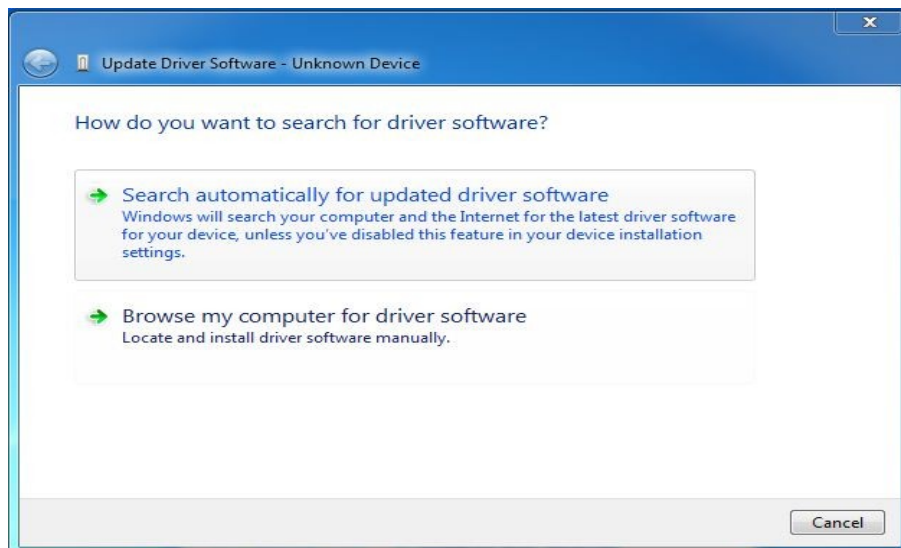 x
Update Driver Software - Unknown Device
How do you want to search for driver software?
Search automatically for updated driver software
Windows will search your computer and the Internet for the latest driver software
for your device, unless you've disabled this feature in your device installation
settings.
Browse my computer for driver software
Locate and install driver software manually.
Cancel